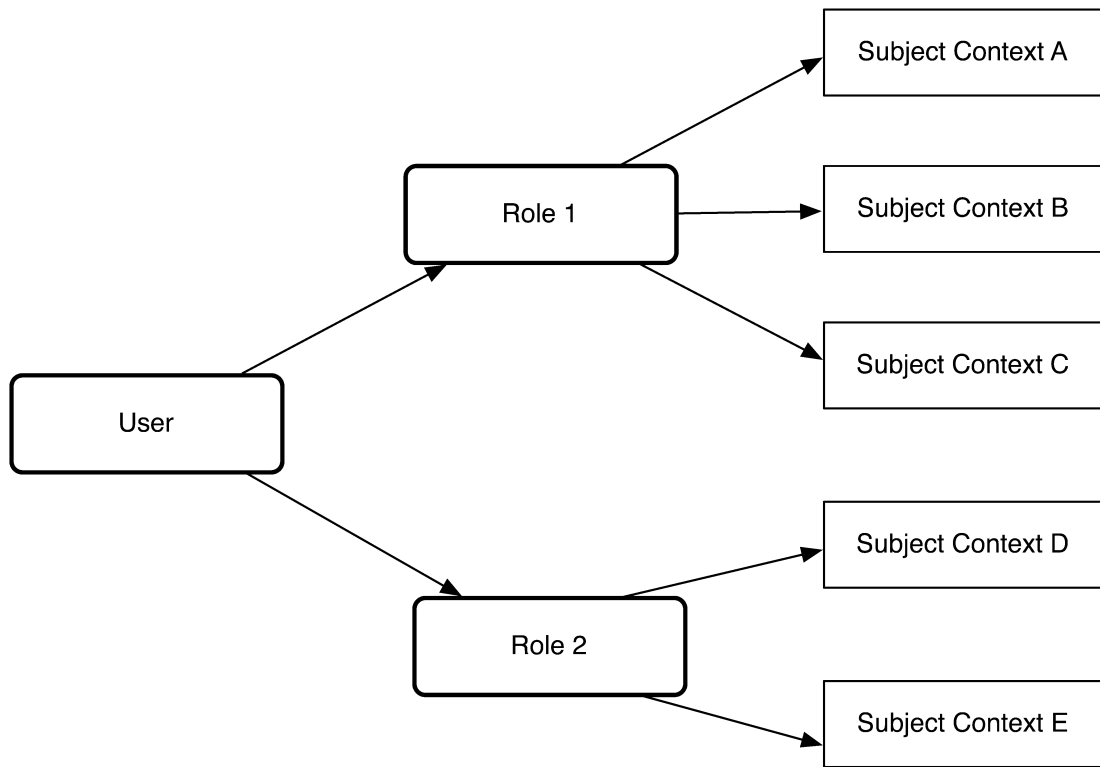 Subject Context A
Subject Context B
Role 1
Subject Context C
User
Subject Context D
Role 2
Subject Context E